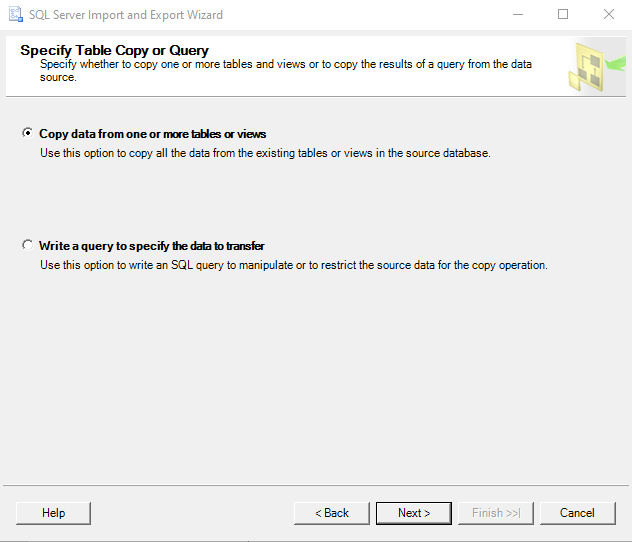 SQL Server Import and Export Wizard
Specify Table Copy or Query
Specify whether to copy one or more tables and views or to copy the results of a query from the data
source.
Copy data from one or more tables or views
Use this option to copy all the data from the existing tables or views in the source database.
Write a query to specify the data to transfer
Use this option to write an SQL query to manipulate or to restrict the source data for the copy operation.
Help
< Back
Next >
Finish >>|
Cancel